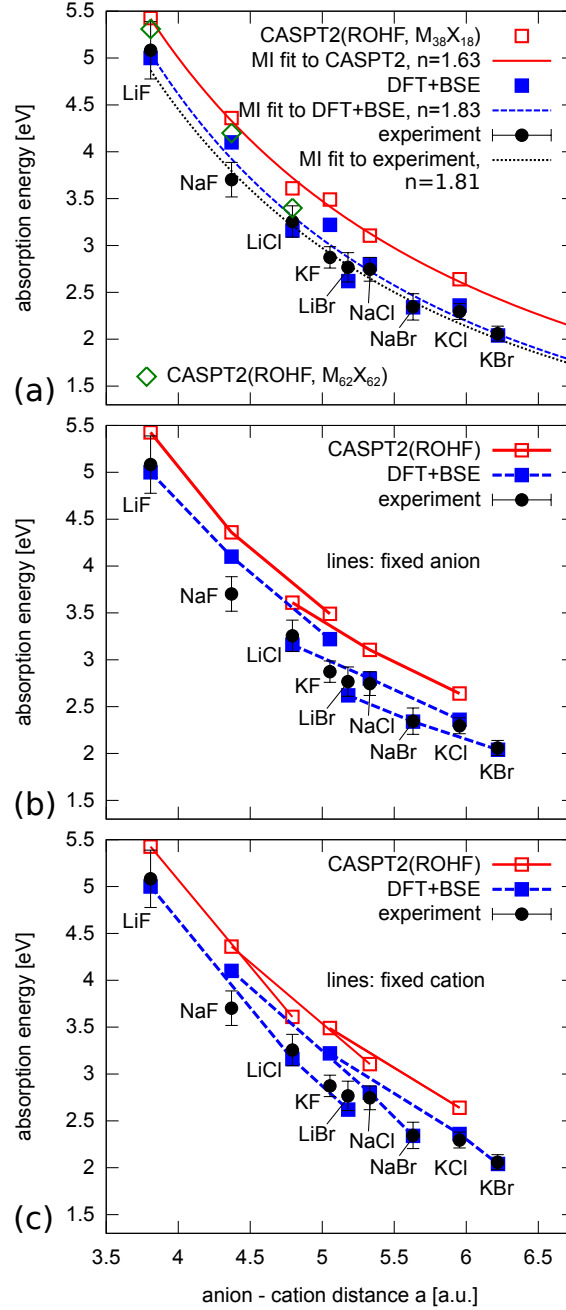 5.5
5
4.5
4
3.5
3
2.5
2
1.5
absorption energy [eV]
CASPT2(ROHF, M38X18)
MI fit to CASPT2, n=1.63
DFT+BSE
MI fit to DFT+BSE, n=1.83
experiment
MI fit to experiment,
n=1.81
LiF
NaF
LiCl
KF
LiBr
NaCl
NaBr
KCl
KBr
CASPT2(ROHF, M62X62)
(a)
5.5
5
4.5
4
3.5
3
2.5
2
1.5
absorption energy [eV]
CASPT2(ROHF)
DFT+BSE
experiment
lines: fixed anion
LiF
NaF
LiCl
KF
LiBr
NaCl
NaBr
KCl
KBr
(b)
5.5
5
4.5
4
3.5
3
2.5
2
1.5
absorption energy [eV]
CASPT2(ROHF)
DFT+BSE
experiment
lines: fixed cation
LiF
NaF
LiCl
KF
LiBr
NaCl
NaBr
KCl
KBr
(c)
3.5 4 4.5 5 5.5 6 6.5
anion - cation distance a [a.u.]